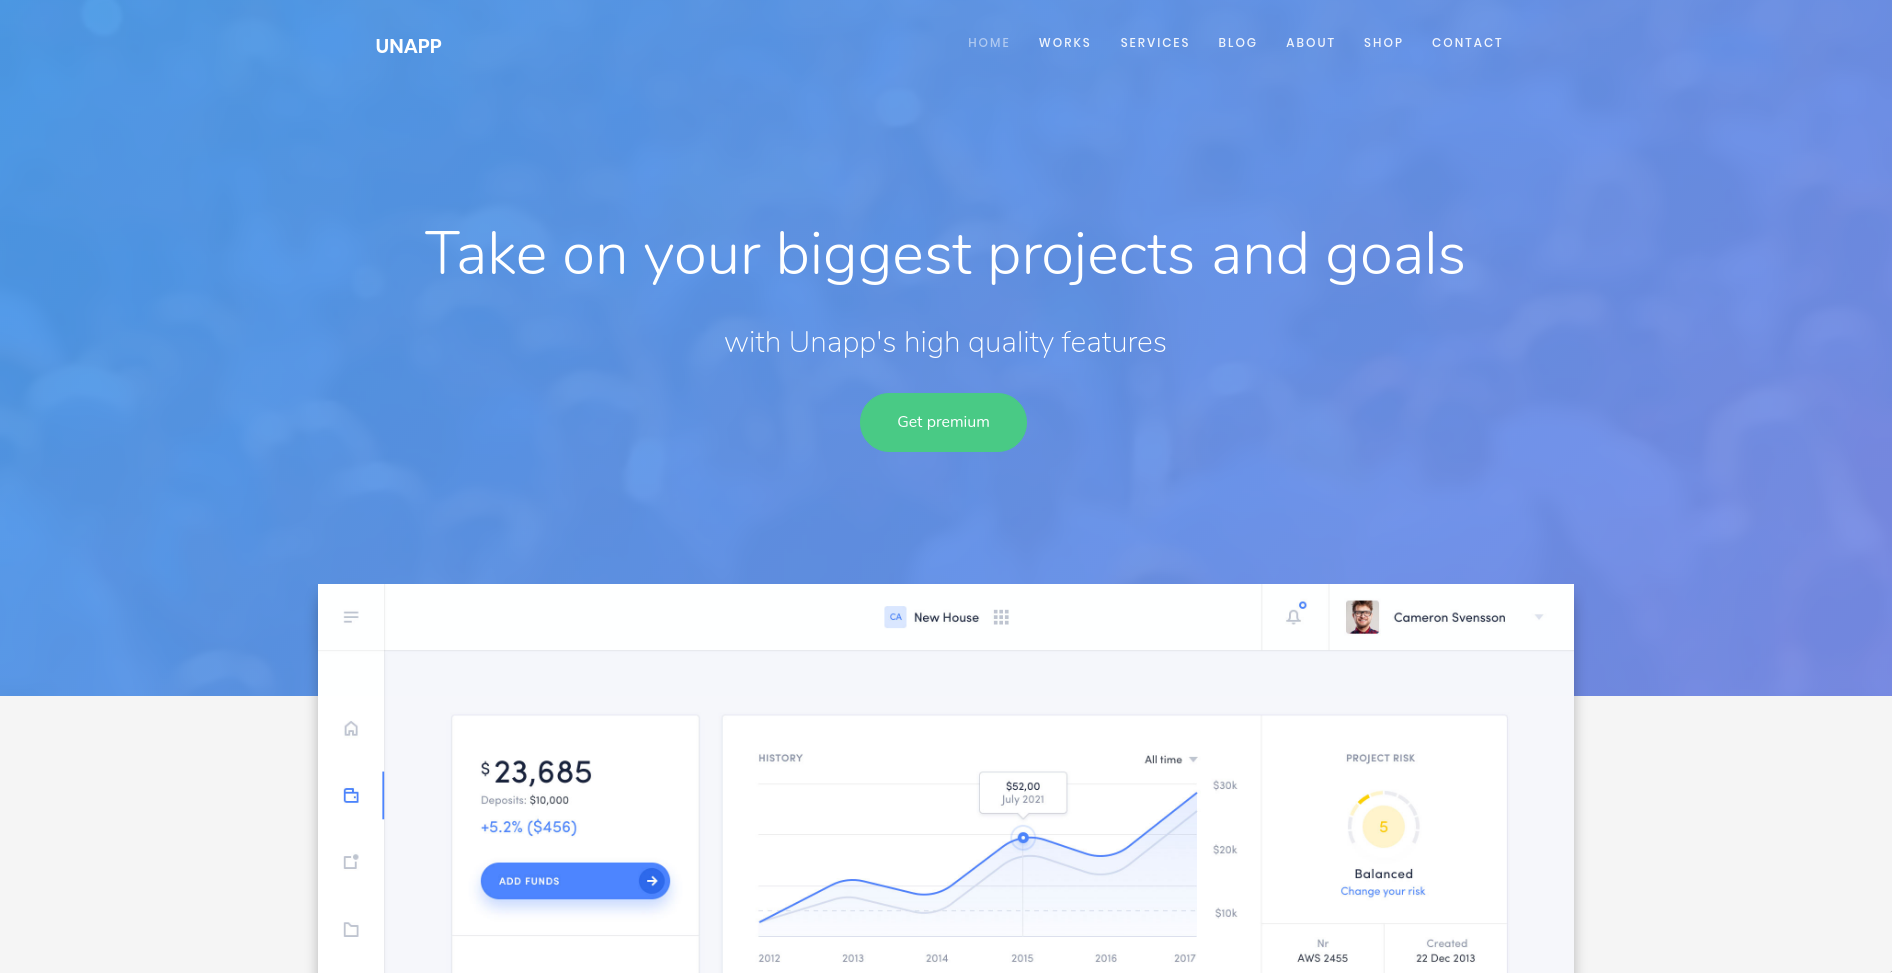 UNAPP
HOME WORKS SERVICES BLOG ABOUT SHOP CONTACT
Take on your biggest projects and goals
with Unapp's high quality features
Get premium
CA New House
Cameron Svensson
$23,685
Deposits: $10,000
+5.2% ($456)
ADD FUNDS
HISTORY
All time
$52,00
July 2021
$30k
$20k
$10k
2012 2013 2014 2015 2016 2017
PROJECT RISK
5
Balanced
Change your risk
Nr
AWS 2455
Created
22 Dec 2013